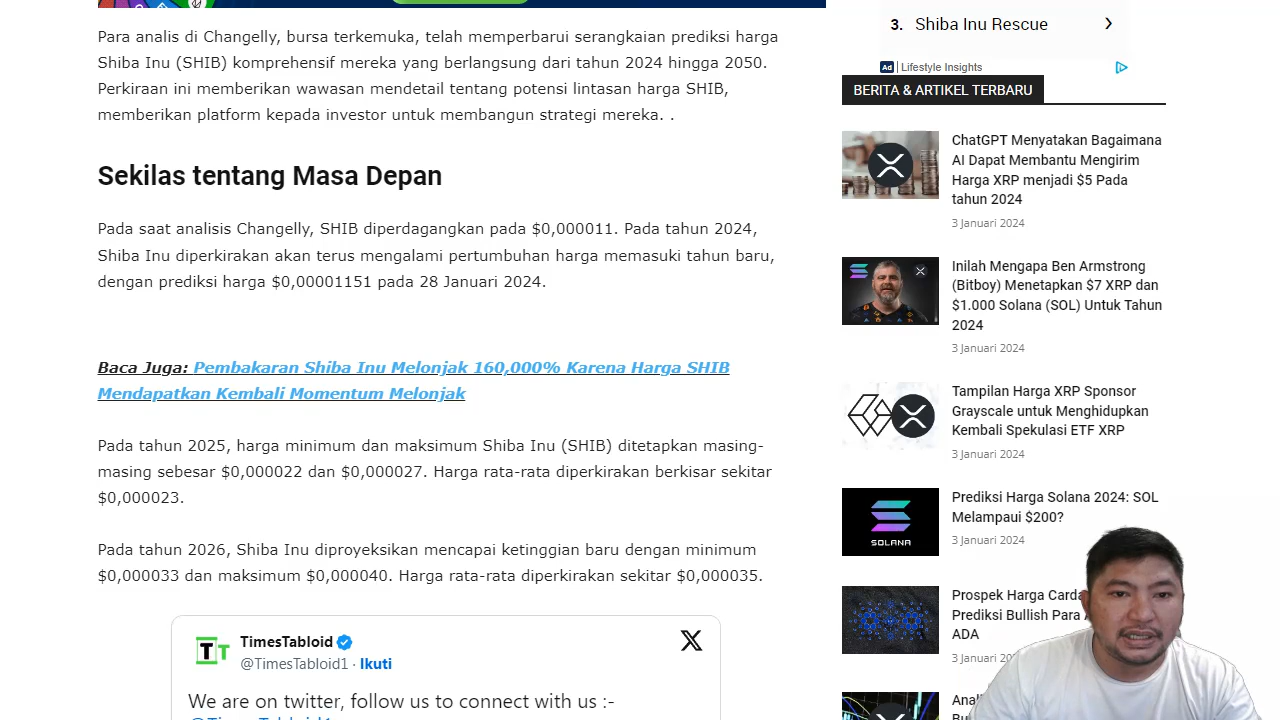 Para analis di Changelly, bursa terkemuka, telah memperbarui serangkaian prediksi harga
Shiba Inu (SHIB) komprehensif mereka yang berlangsung dari tahun 2024 hingga 2050.
Perkiraan ini memberikan wawasan mendetail tentang potensi lintasan harga SHIB,
memberikan platform kepada investor untuk membangun strategi mereka. .
Sekilas tentang Masa Depan
Pada saat analisis Changelly, SHIB diperdagangkan pada $0,000011. Pada tahun 2024,
Shiba Inu diperkirakan akan terus mengalami pertumbuhan harga memasuki tahun baru,
dengan prediksi harga $0,00001151 pada 28 Januari 2024.
Baca Juga: Pembakaran Shiba Inu Melonjak 160,000% Karena Harga SHIB
Mendapatkan Kembali Momentum Melonjak
Pada tahun 2025, harga minimum dan maksimum Shiba Inu (SHIB) ditetapkan masing-
masing sebesar $0,000022 dan $0,000027. Harga rata-rata diperkirakan berkisar sekitar
$0,000023.
Pada tahun 2026, Shiba Inu diproyeksikan mencapai ketinggian baru dengan minimum
$0,000033 dan maksimum $0,000040. Harga rata-rata diperkirakan sekitar $0,000035.
TT
TimesTabloid
X
@TimesTabloid1 · Ikuti
We are on twitter, follow us to connect with us :-
@TimesTabloid1
3. Shiba Inu Rescue
Ad | Lifestyle Insights
BERITA & ARTIKEL TERBARU
ChatGPT Menyatakan Bagaimana
AI Dapat Membantu Mengirim
Harga XRP menjadi $5 Pada
tahun 2024
3 Januari 2024
Inilah Mengapa Ben Armstrong
(Bitboy) Menetapkan $7 XRP dan
$1.000 Solana (SOL) Untuk Tahun
2024
3 Januari 2024
Tampilan Harga XRP Sponsor
Grayscale untuk Menghidupkan
Kembali Spekulasi ETF XRP
3 Januari 2024
SOLANA
Prediksi Harga Solana 2024: SOL
Melampaui $200?
3 Januari 2024
Prospek Harga
Prediksi Bullish Para
ADA
3 Januari